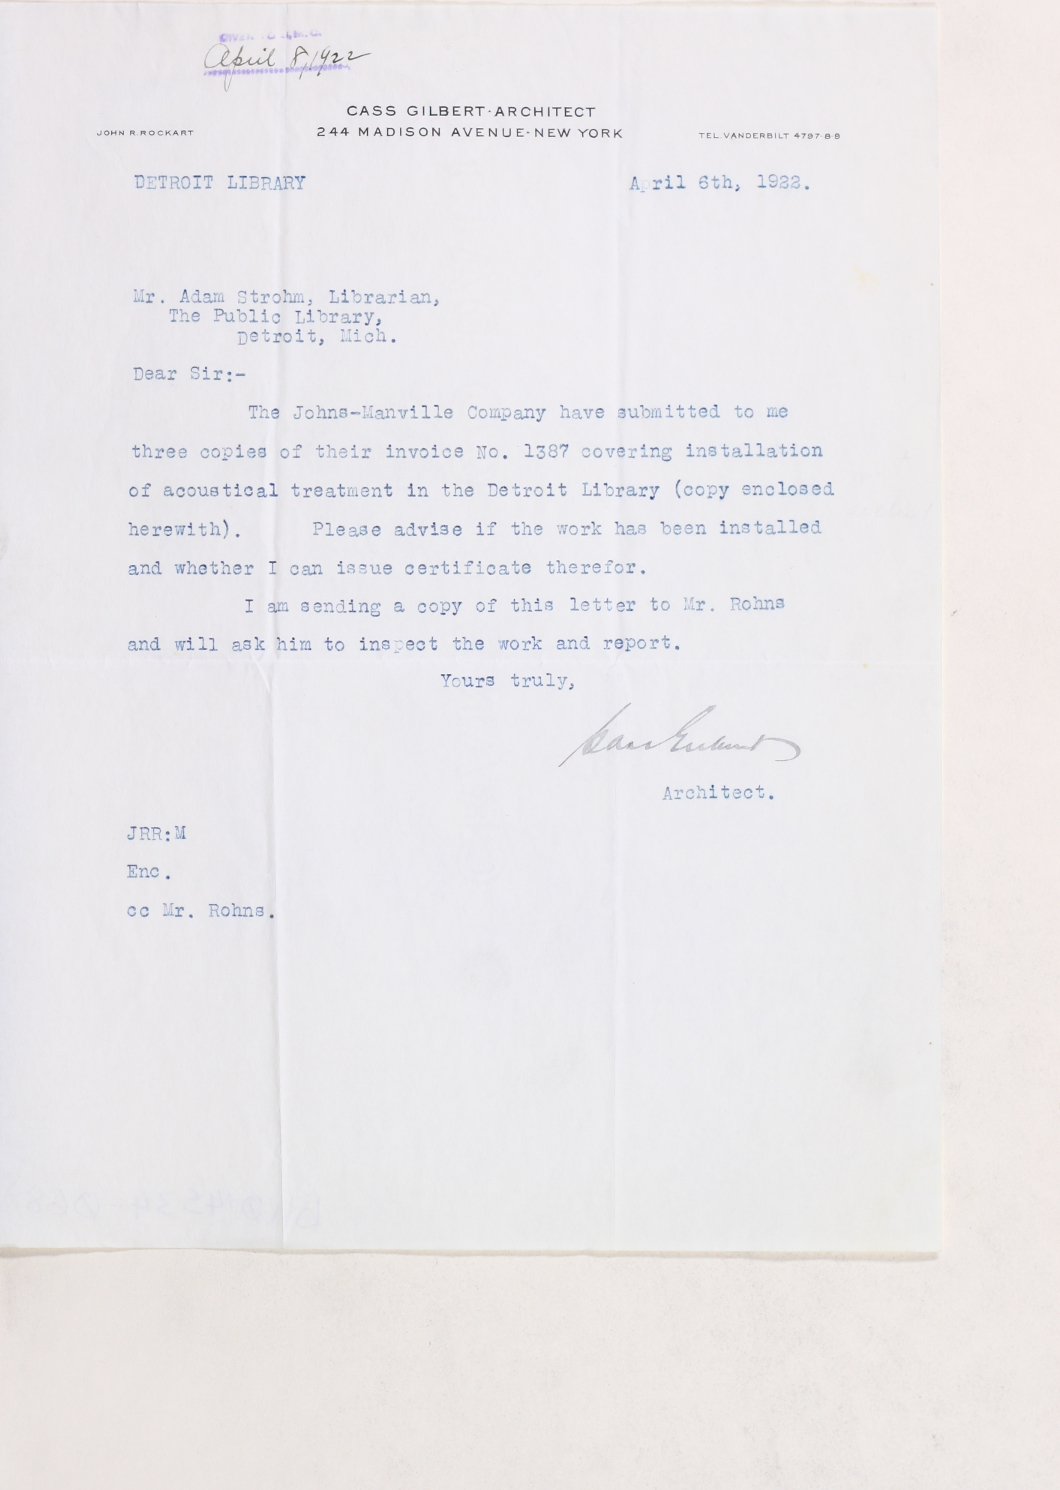 April 8, 1922
CASS GILBERT·ARCHITECT
JOHN R. ROCKART 244 MADISON AVENUE·NEW YORK TEL. VANDERBILT 4797-8-8
DETROIT LIBRARY April 6th, 1922.
Mr. Adam Strohm, Librarian,
The Public Library,
Detroit, Mich.
Dear Sir:-
The Johns-Manville Company have submitted to me
three copies of their invoice No. 1387 covering installation
of acoustical treatment in the Detroit Library (copy enclosed
herewith). Please advise if the work has been installed
and whether I can issue certificate therefor.
I am sending a copy of this letter to Mr. Rohns
and will ask him to inspect the work and report.
Yours truly,
Cass Gilbert
Architect.
JRR:M
Enc.
cc Mr. Rohns.